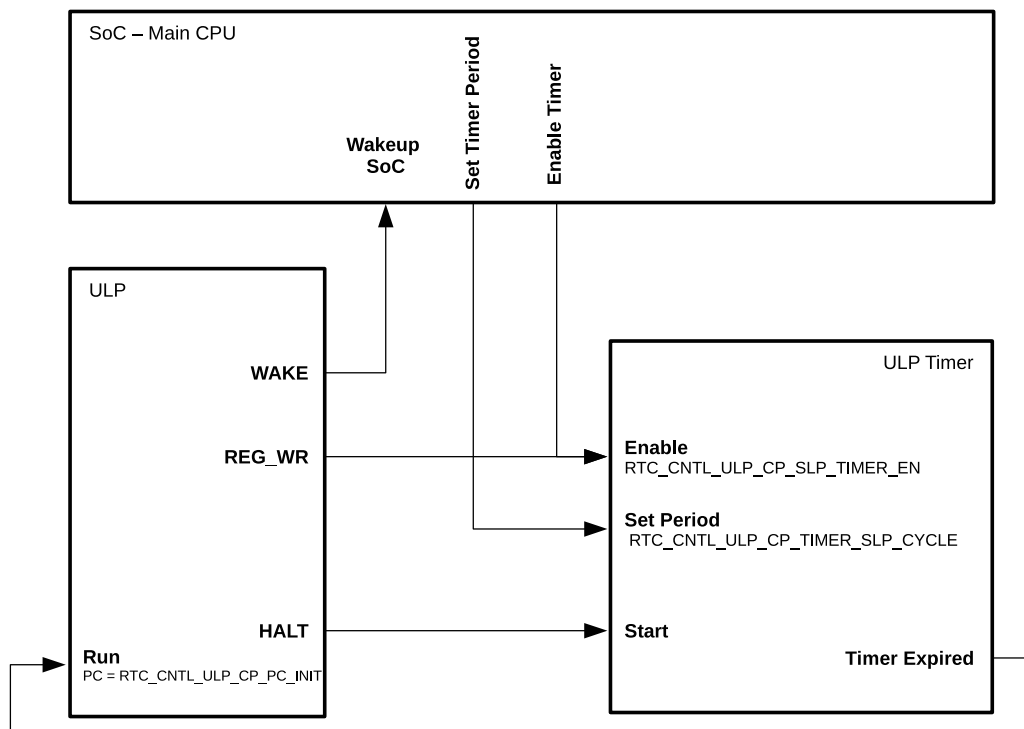 SoC – Main CPU
Set Timer Period
Enable Timer
Wakeup
SoC
ULP
WAKE
REG_WR
HALT
Run
PC = RTC_CNTL_ULP_CP_PC_INIT
ULP Timer
Enable
RTC_CNTL_ULP_CP_SLP_TIMER_EN
Set Period
RTC_CNTL_ULP_CP_TIMER_SLP_CYCLE
Start
Timer Expired